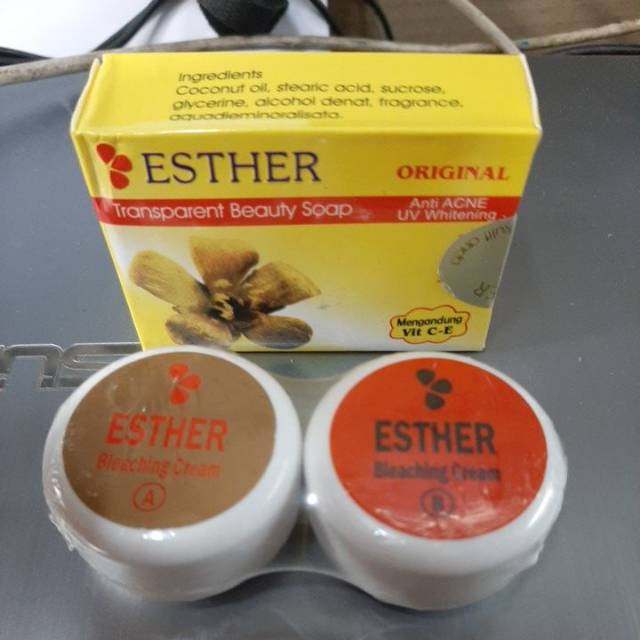 Ingredients
Coconut oil, stearic acid, sucrose,
glycerine, alcohol denat, fragrance,
aquademineralisata.
ESTHER
ORIGINAL
Transparent Beauty Soap
Anti ACNE
UV Whitening
Mengandung
Vit C-E
ESTHER
Bleaching Cream
A
ESTHER
Bleaching Cream
B